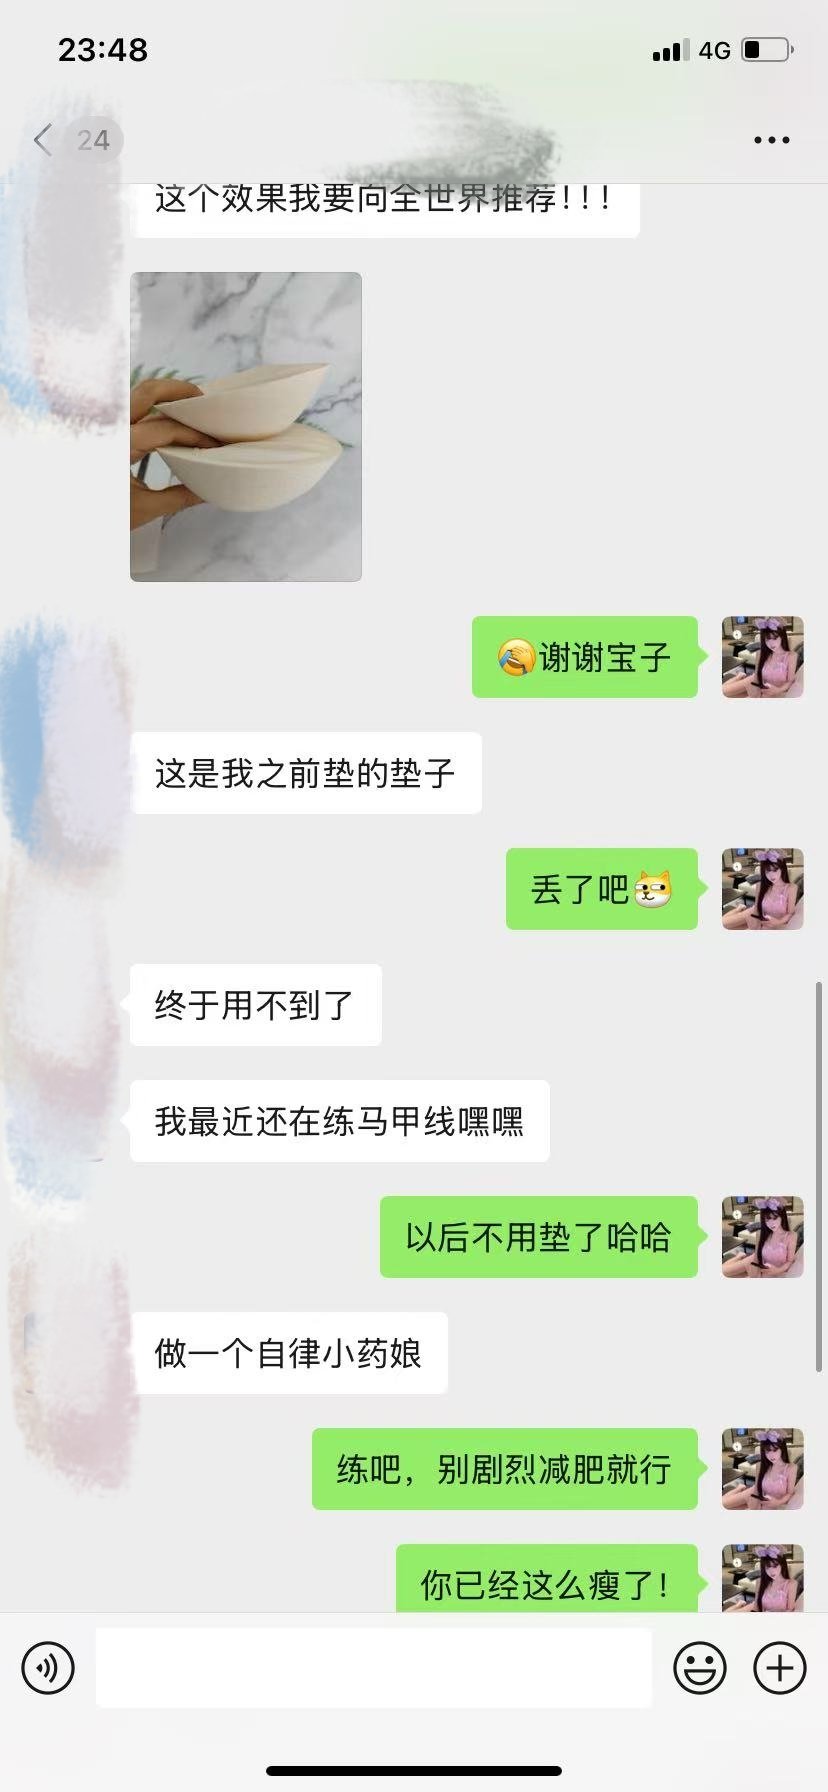 23:48
4G
24
这个效果我要向全世界推荐!!!
谢谢宝子
这是我之前垫的垫子
丢了吧
终于用不到了
我最近还在练马甲线嘿嘿
以后不用垫了哈哈
做一个自律小药娘
练吧，别剧烈减肥就行
你已经这么瘦了!